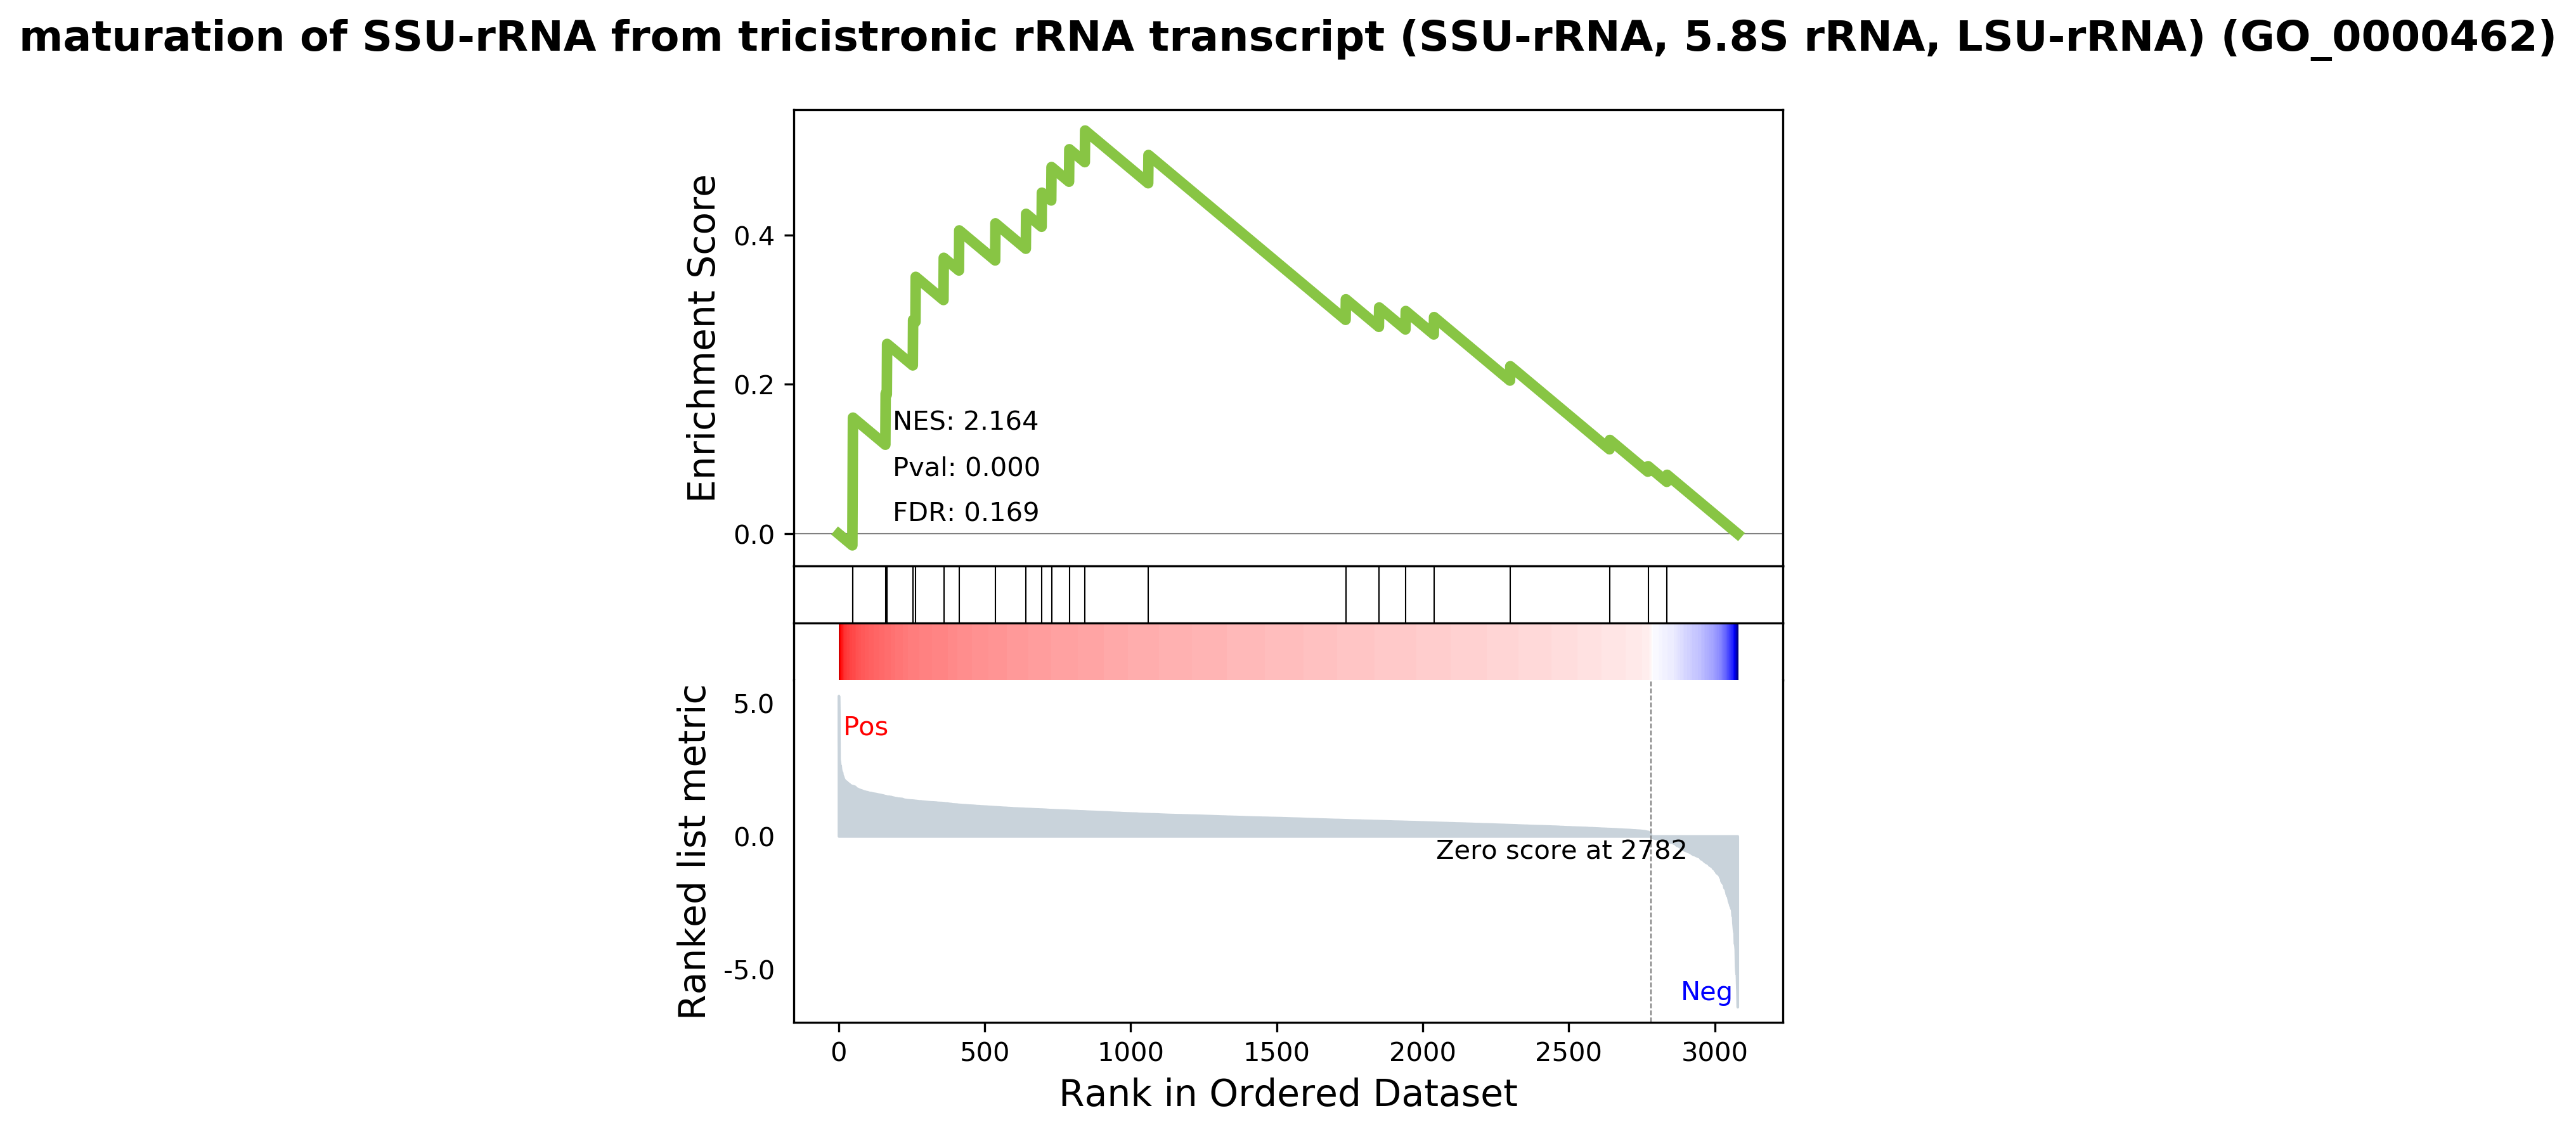 maturation of SSU-rRNA from tricistronic rRNA transcript (SSU-rRNA, 5.8S rRNA, LSU-rRNA) (GO_0000462)
Enrichment Score
0.4
0.2
0.0
NES: 2.164
Pval: 0.000
FDR: 0.169
Ranked list metric
5.0
0.0
-5.0
Pos
Zero score at 2782
Neg
0 500 1000 1500 2000 2500 3000
Rank in Ordered Dataset